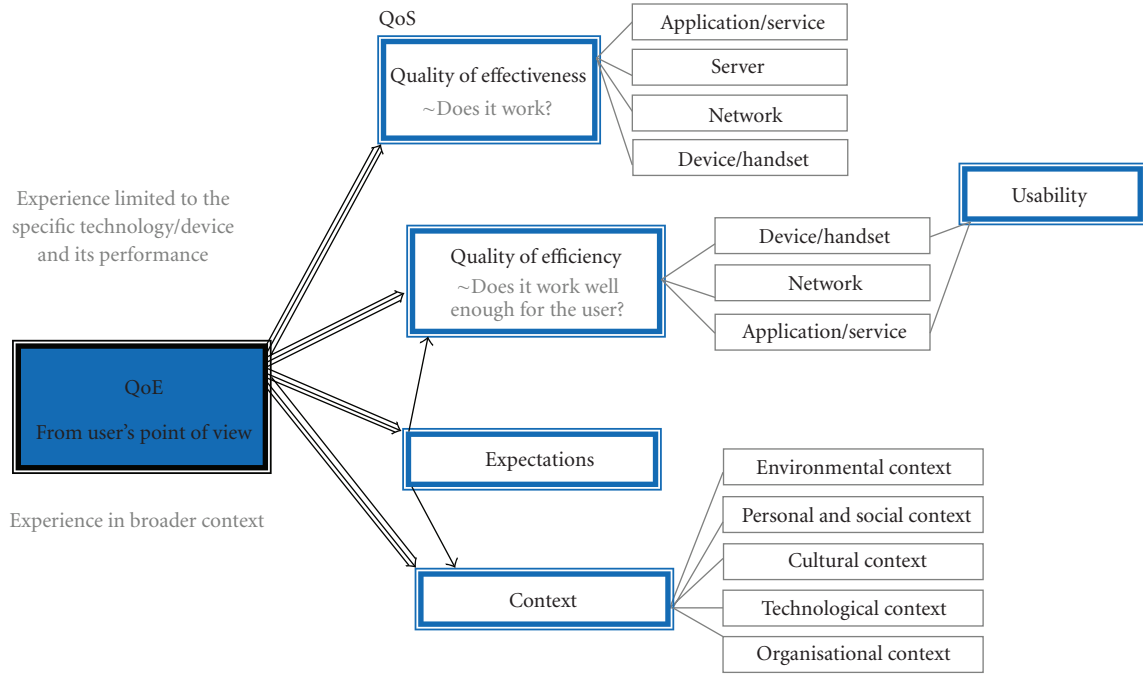 QoS
Quality of effectiveness
~Does it work?
Application/service
Server
Network
Device/handset
Experience limited to the
specific technology/device
and its performance
Quality of efficiency
~Does it work well
enough for the user?
Device/handset
Network
Application/service
Usability
QoE
From user's point of view
Expectations
Experience in broader context
Context
Environmental context
Personal and social context
Cultural context
Technological context
Organisational context